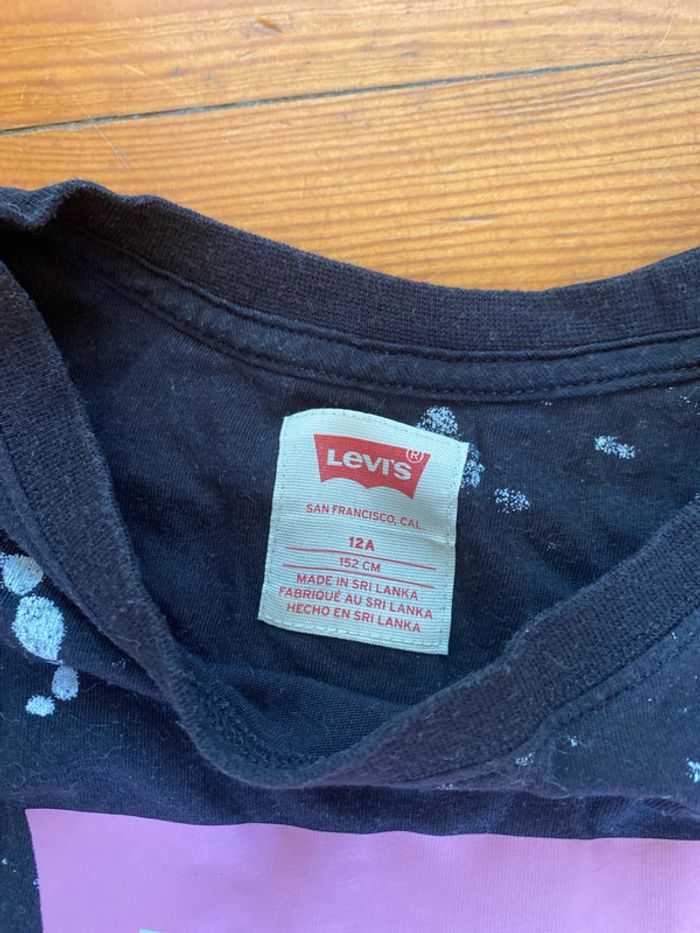 Levi's®
SAN FRANCISCO, CAL.
12A
152 CM
MADE IN SRI LANKA
FABRIQUÉ AU SRI LANKA
HECHO EN SRI LANKA